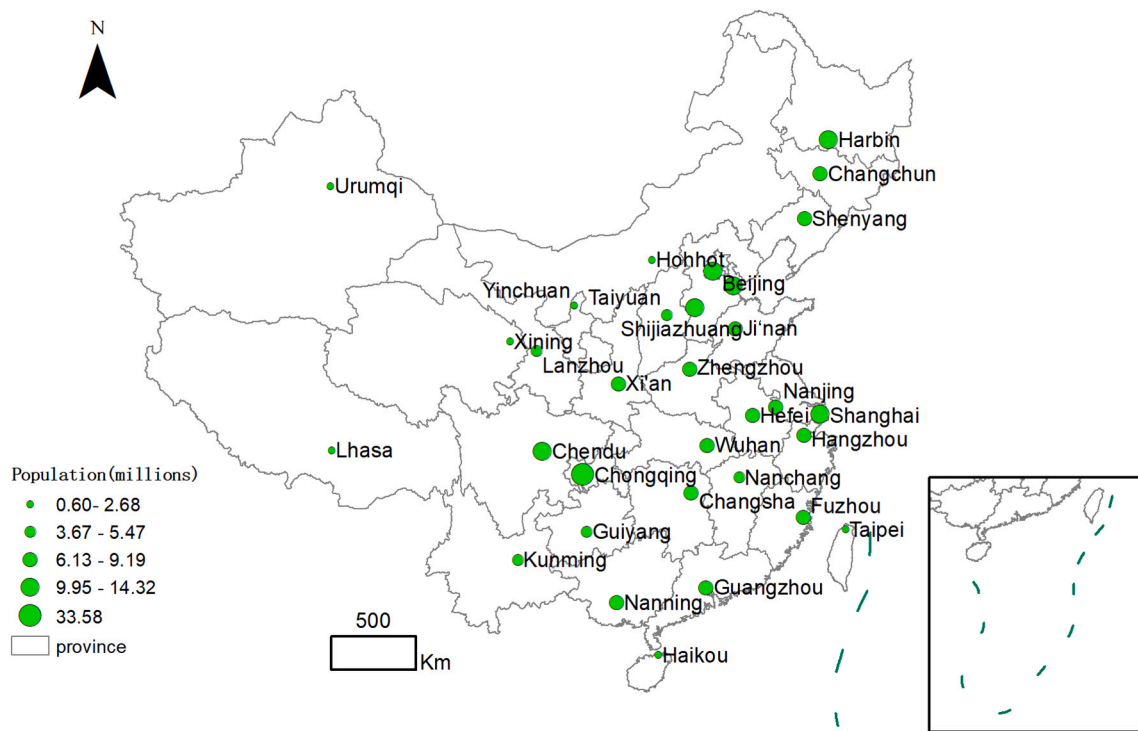 N
Harbin
Changchun
Urumqi
Shenyang
Hohhot
Beijing
Yinchuan
Taiyuan
Shijiazhuang
Ji‘nan
Xining
Lanzhou
Zhengzhou
Xi'an
Nanjing
Hefei
Shanghai
Hangzhou
Lhasa
Chendu
Wuhan
Chongqing
Nanchang
Changsha
Fuzhou
Taipei
Guiyang
Kunming
Guangzhou
Nanning
Haikou
Population(millions)
0.60- 2.68
3.67 - 5.47
6.13 - 9.19
9.95 - 14.32
33.58
province
500
Km